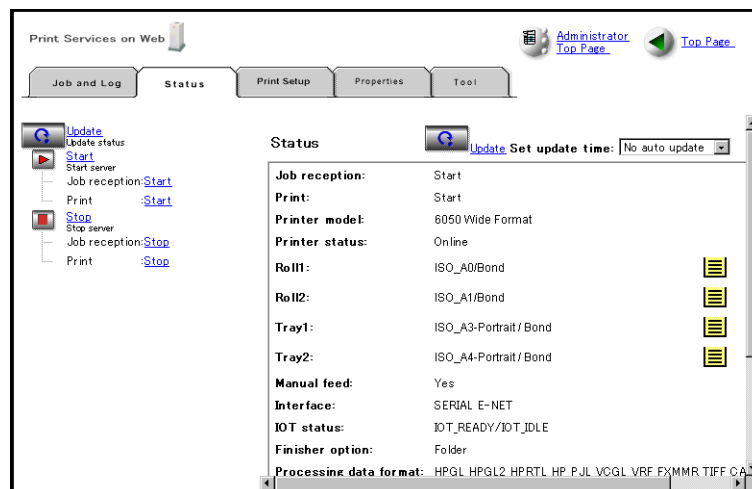 Print Services on Web
Administrator
Top Page
Top Page
Job and Log
Status
Print Setup
Properties
Tool
Update
Update status
Start
Start server
Job reception:Start
Print :Start
Stop
Stop server
Job reception:Stop
Print :Stop
Status
Update Set update time: No auto update
Job reception: Start
Print: Start
Printer model: 6050 Wide Format
Printer status: Online
Roll1: ISO_A0/Bond
Roll2: ISO_A1/Bond
Tray1: ISO_A3-Portrait / Bond
Tray2: ISO_A4-Portrait / Bond
Manual feed: Yes
Interface: SERIAL E-NET
IOT status: IOT_READY/IOT_IDLE
Finisher option: Folder
Processing data format: HPGL HPGL2 HPRTL HP PJL VCGL VRF FXMMR TIFF CA